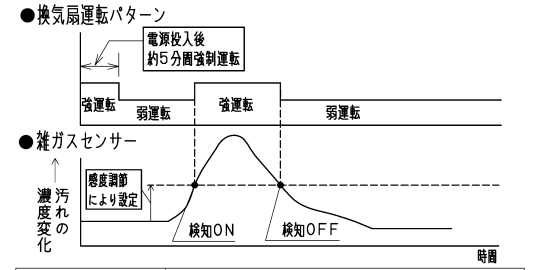 ●換気扇運転パターン
電源投入後
約5分間強制運転
強運転
弱運転
強運転
弱運転
●雑ガスセンサー
感度調節
により設定
汚れの
濃度変化
検知ON
検知OFF
時間